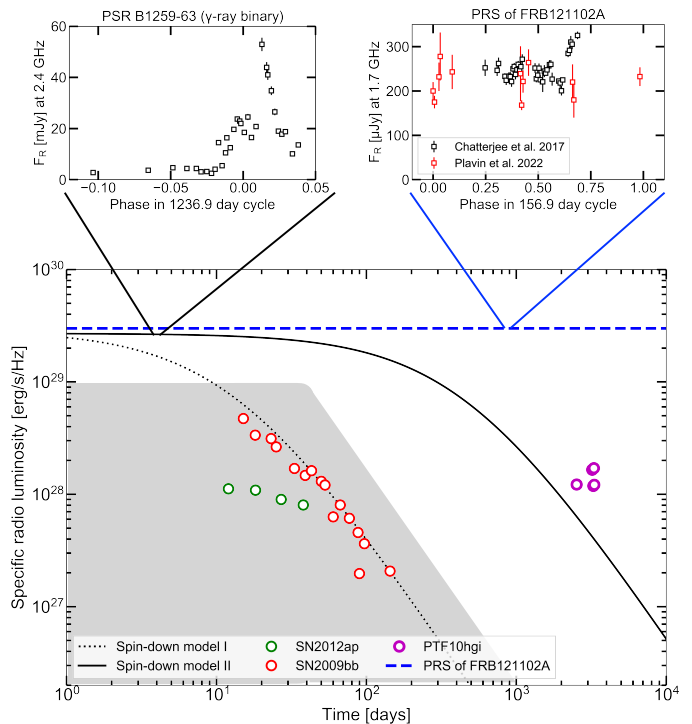 PSR B1259-63 (γ-ray binary)
PRS of FRB121102A
F_R [mJy] at 2.4 GHz
60
40
20
0
−0.10
−0.05
0.00
0.05
Phase in 1236.9 day cycle
F_R [μJy] at 1.7 GHz
300
200
100
0
Chatterjee et al. 2017
Plavin et al. 2022
0.00
0.25
0.50
0.75
1.00
Phase in 156.9 day cycle
Specific radio luminosity [erg/s/Hz]
10^30
10^29
10^28
10^27
Spin-down model I
Spin-down model II
SN2012ap
SN2009bb
PTF10hgi
PRS of FRB121102A
10^0
10^1
10^2
10^3
10^4
Time [days]